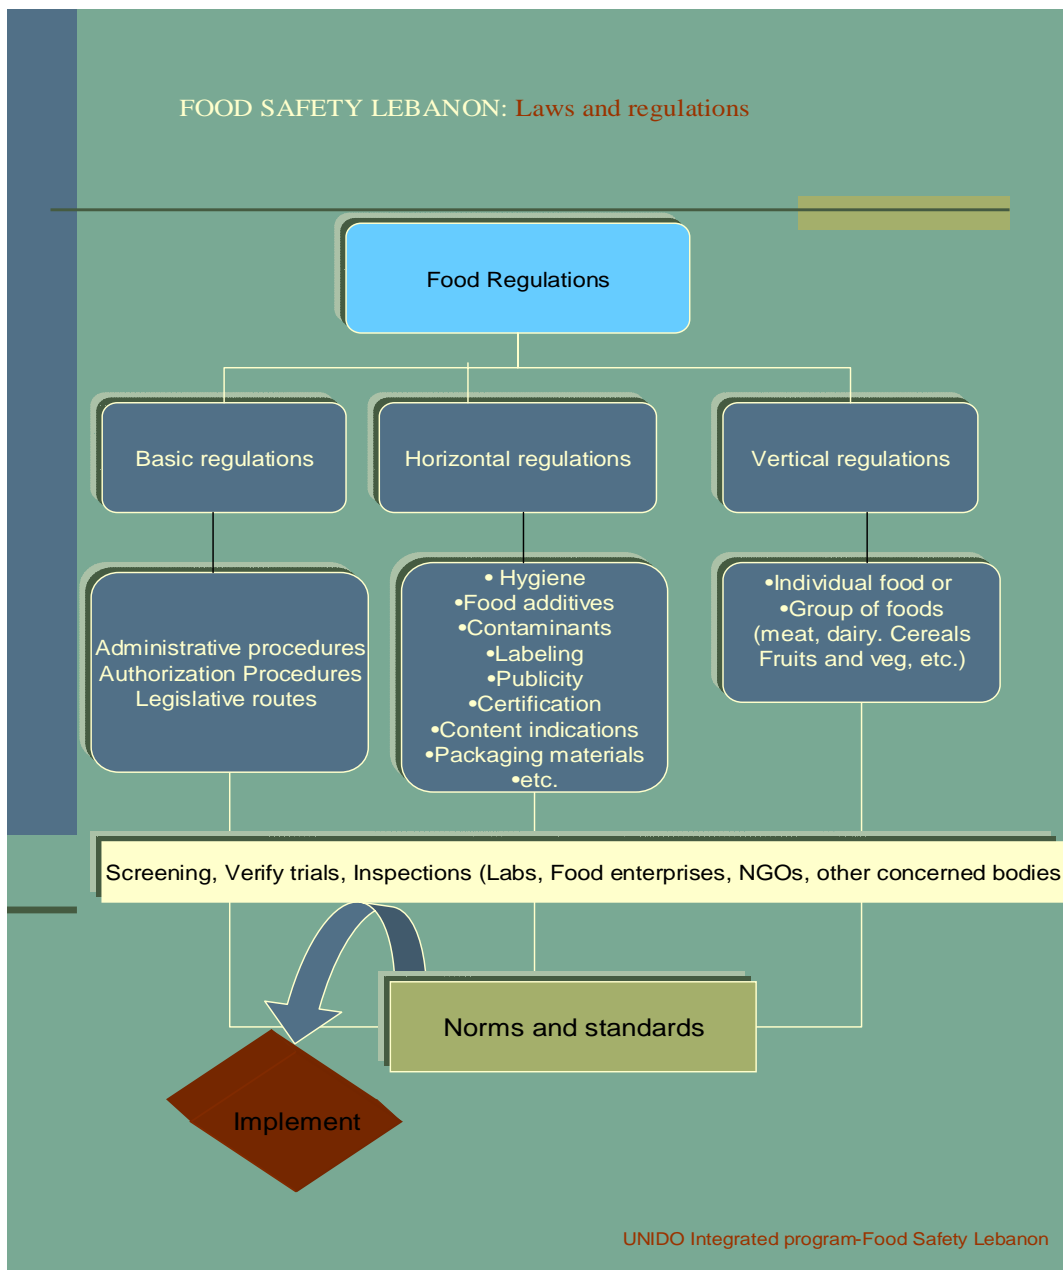 FOOD SAFETY LEBANON: Laws and regulations
Food Regulations
Basic regulations
Horizontal regulations
Vertical regulations
Administrative procedures
Authorization Procedures
Legislative routes
• Hygiene
•Food additives
•Contaminants
•Labeling
•Publicity
•Certification
•Content indications
•Packaging materials
•etc.
•Individual food or
•Group of foods
(meat, dairy. Cereals
Fruits and veg, etc.)
Screening, Verify trials, Inspections (Labs, Food enterprises, NGOs, other concerned bodies
Norms and standards
Implement
UNIDO Integrated program-Food Safety Lebanon